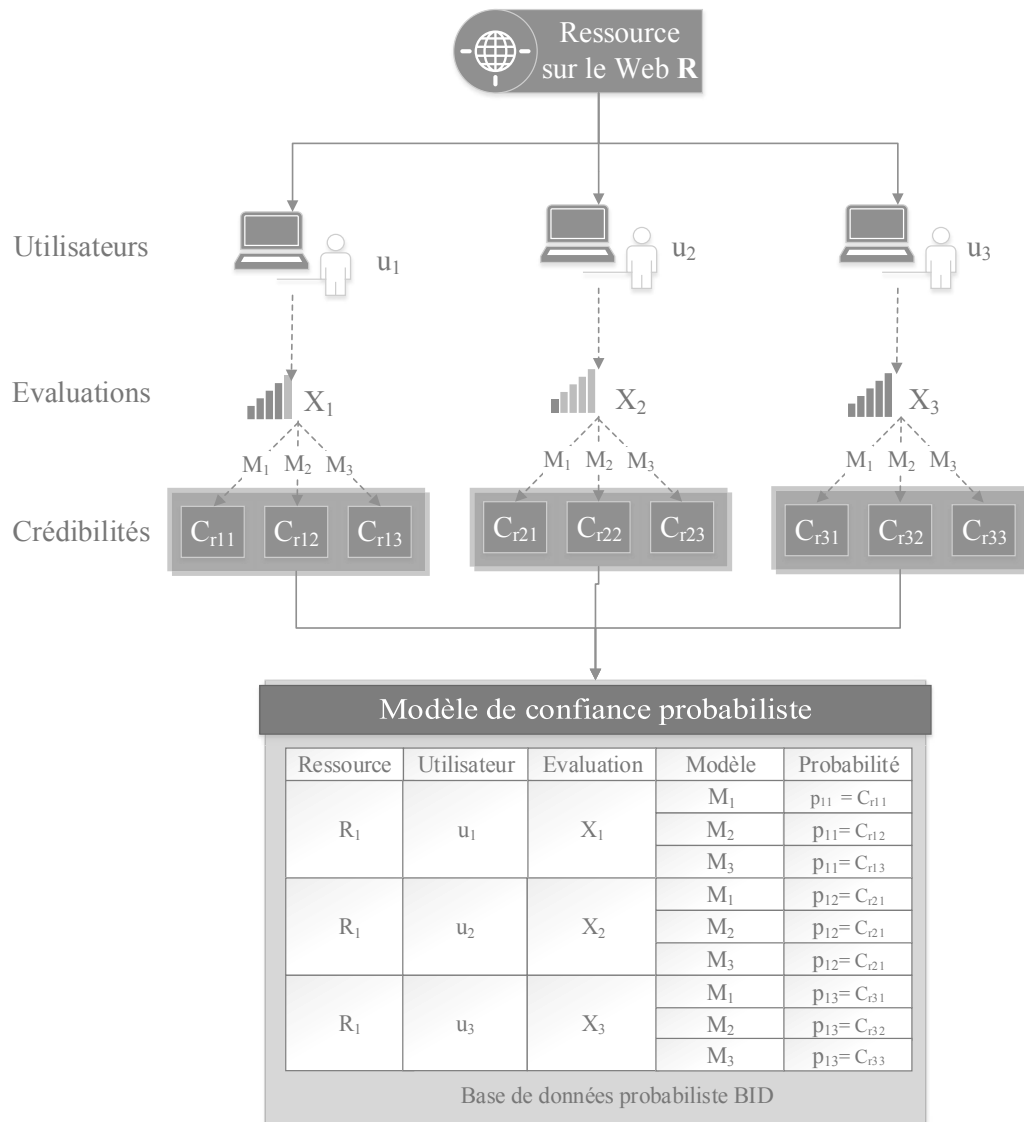 Ressource
sur le Web R
Utilisateurs
u1
u2
u3
Evaluations
X1
X2
X3
M1 M2 M3
M1 M2 M3
M1 M2 M3
Crédibilités
Cr11 Cr12 Cr13
Cr21 Cr22 Cr23
Cr31 Cr32 Cr33
Modèle de confiance probabiliste
Ressource Utilisateur Evaluation Modèle Probabilité
R1 u1 X1
M1 p11 = Cr11
M2 p11= Cr12
M3 p11= Cr13
R1 u2 X2
M1 p12= Cr21
M2 p12= Cr21
M3 p12= Cr21
R1 u3 X3
M1 p13= Cr31
M2 p13= Cr32
M3 p13= Cr33
Base de données probabiliste BID